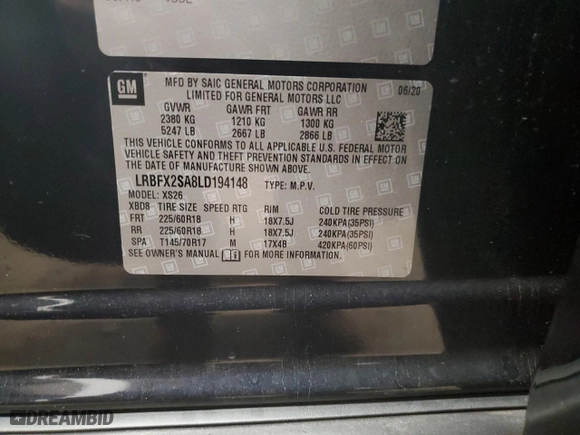 GM
MFD BY SAIC GENERAL MOTORS CORPORATION
LIMITED FOR GENERAL MOTORS LLC
06/20
GVWR GAWR FRT GAWR RR
2380 KG 1210 KG 1300 KG
5247 LB 2667 LB 2866 LB
THIS VEHICLE CONFORMS TO ALL APPLICABLE U.S. FEDERAL MOTOR
VEHICLE SAFETY AND THEFT PREVENTION STANDARDS IN EFFECT
ON THE DATE OF MANUFACTURE SHOWN ABOVE.
LRBFX2SA8LD194148 TYPE: M.P.V.
MODEL: XS26
XBD8 TIRE SIZE SPEED RTG RIM COLD TIRE PRESSURE
FRT 225/60R18 H 18X7.5J 240KPA(35PSI)
RR 225/60R18 H 18X7.5J 240KPA(35PSI)
SPA T145/70R17 M 17X4B 420KPA(60PSI)
SEE OWNER'S MANUAL FOR MORE INFORMATION.
DREAMBID